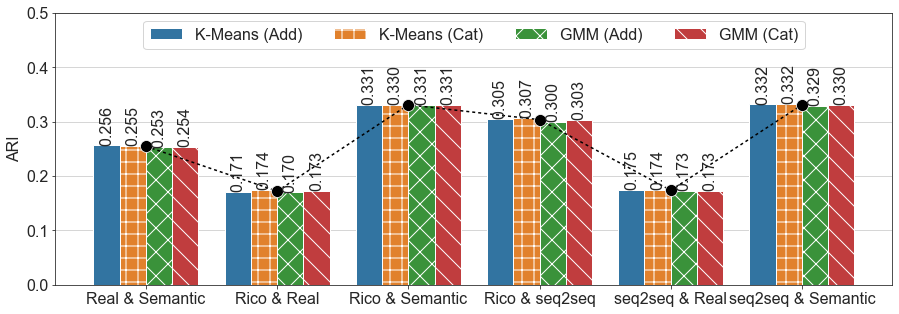 0.5
K-Means (Add) K-Means (Cat) GMM (Add) GMM (Cat)
0.4
0.3
0.2
0.1
0.0
ARI
0.256 0.255 0.253 0.254
0.171 0.174 0.170 0.173
0.331 0.330 0.331 0.331
0.305 0.307 0.300 0.303
0.175 0.174 0.173 0.173
0.332 0.332 0.329 0.330
Real & Semantic Rico & Real Rico & Semantic Rico & seq2seq seq2seq & Real seq2seq & Semantic